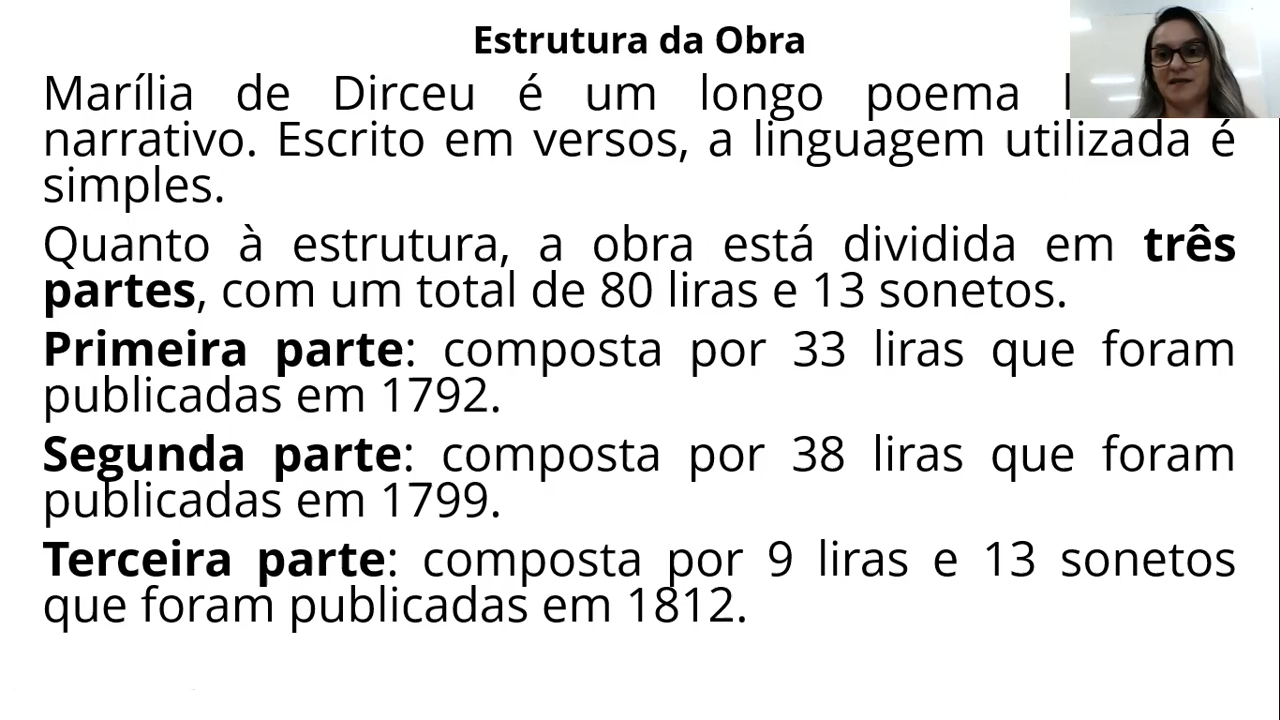 Estrutura da Obra
Marília de Dirceu é um longo poema
narrativo. Escrito em versos, a linguagem utilizada é
simples.
Quanto à estrutura, a obra está dividida em três
partes, com um total de 80 liras e 13 sonetos.
Primeira parte: composta por 33 liras que foram
publicadas em 1792.
Segunda parte: composta por 38 liras que foram
publicadas em 1799.
Terceira parte: composta por 9 liras e 13 sonetos
que foram publicadas em 1812.